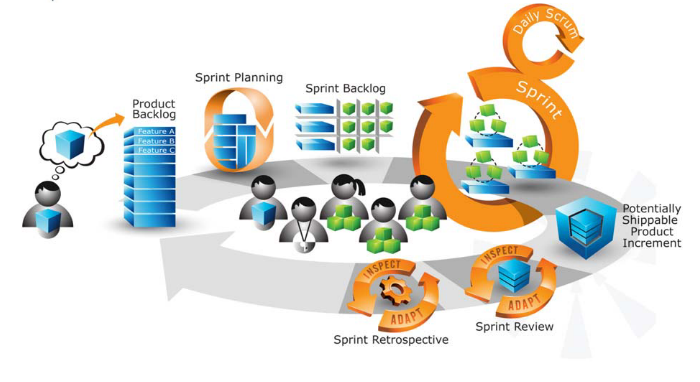 Daily Scrum
Sprint
Sprint Planning
Sprint Backlog
Product
Backlog
Feature A
Feature B
Feature C
Potentially
Shippable
Product
Increment
INSPECT
ADAPT
Sprint Retrospective
INSPECT
ADAPT
Sprint Review